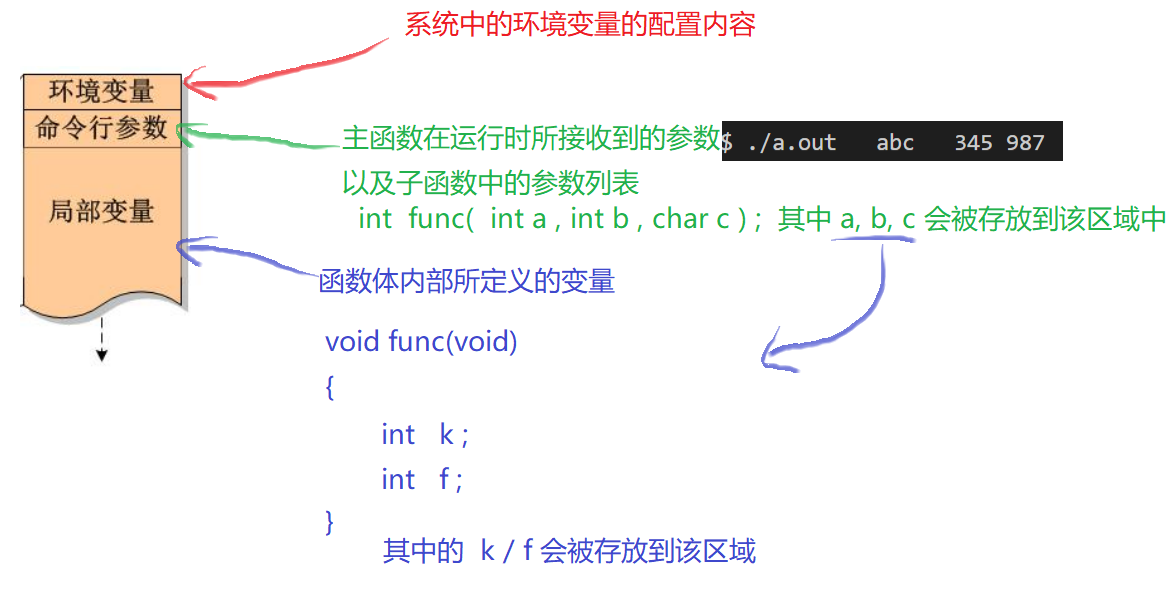 系统中的环境变量的配置内容
环境变量
命令行参数
主函数在运行时所接收到的参数$ ./a.out abc 345 987
以及子函数中的参数列表
int func( int a , int b , char c ) ; 其中 a, b, c 会被存放到该区域中
局部变量
函数体内部所定义的变量
void func(void)
{
int k ;
int f ;
}
其中的 k / f 会被存放到该区域